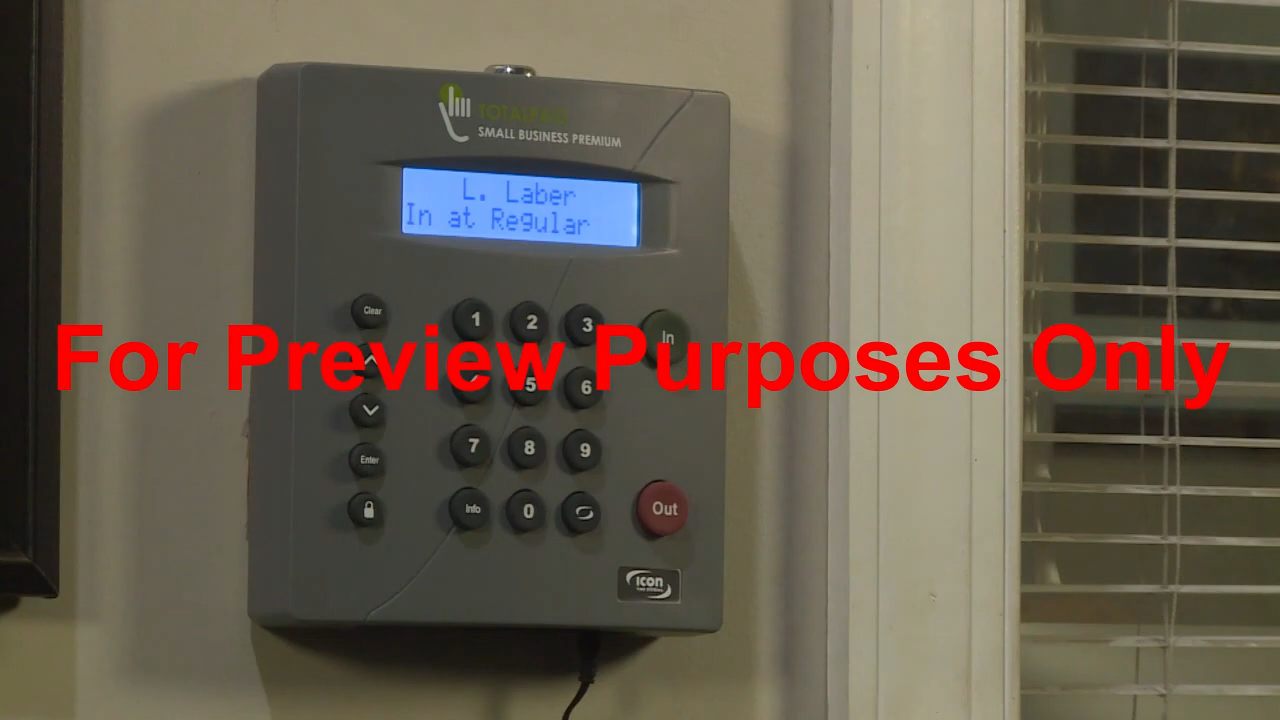 TOTALPASS
SMALL BUSINESS PREMIUM
L. Laber
In at Regular
Clear
1 2 3
In
For Preview Purposes Only
5 6
7 8 9
Enter
Info 0
Out
icon